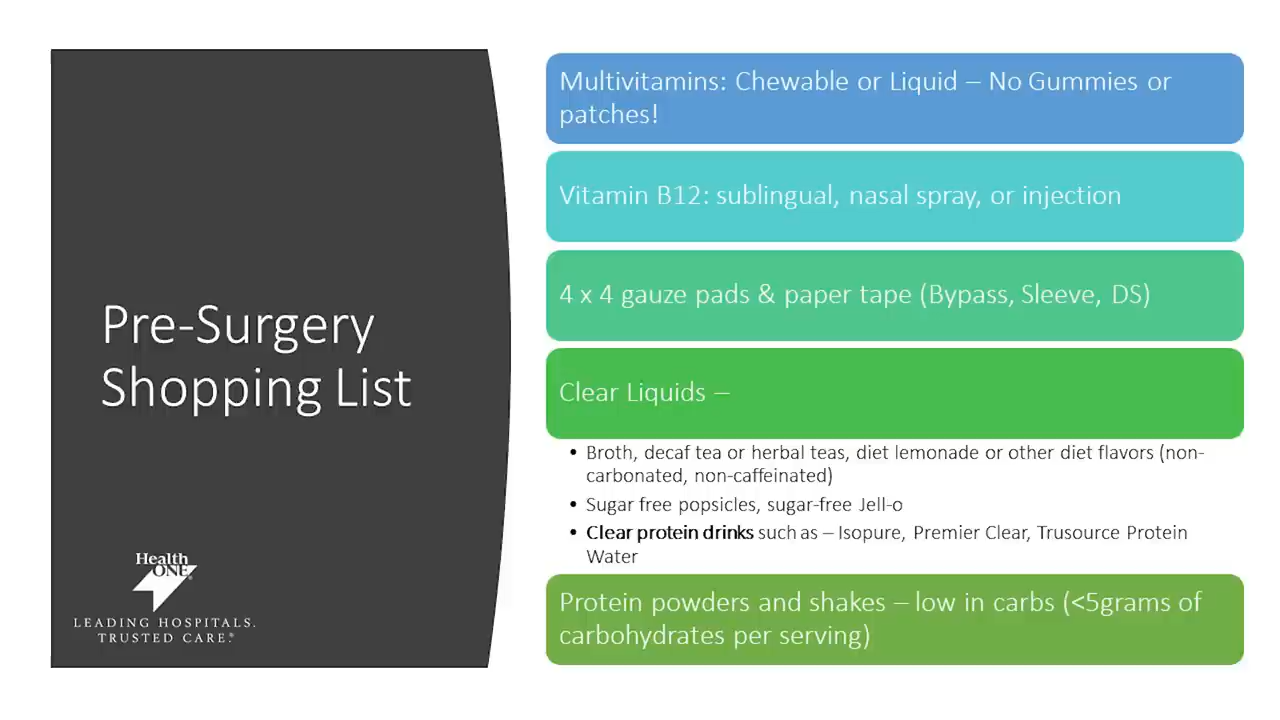 Pre-Surgery
Shopping List
Health
ONE®
LEADING HOSPITALS.
TRUSTED CARE.®
Multivitamins: Chewable or Liquid – No Gummies or
patches!
Vitamin B12: sublingual, nasal spray, or injection
4 x 4 gauze pads & paper tape (Bypass, Sleeve, DS)
Clear Liquids –
• Broth, decaf tea or herbal teas, diet lemonade or other diet flavors (non-
carbonated, non-caffeinated)
• Sugar free popsicles, sugar-free Jell-o
• Clear protein drinks such as – Isopure, Premier Clear, Trusource Protein
Water
Protein powders and shakes – low in carbs (<5grams of
carbohydrates per serving)